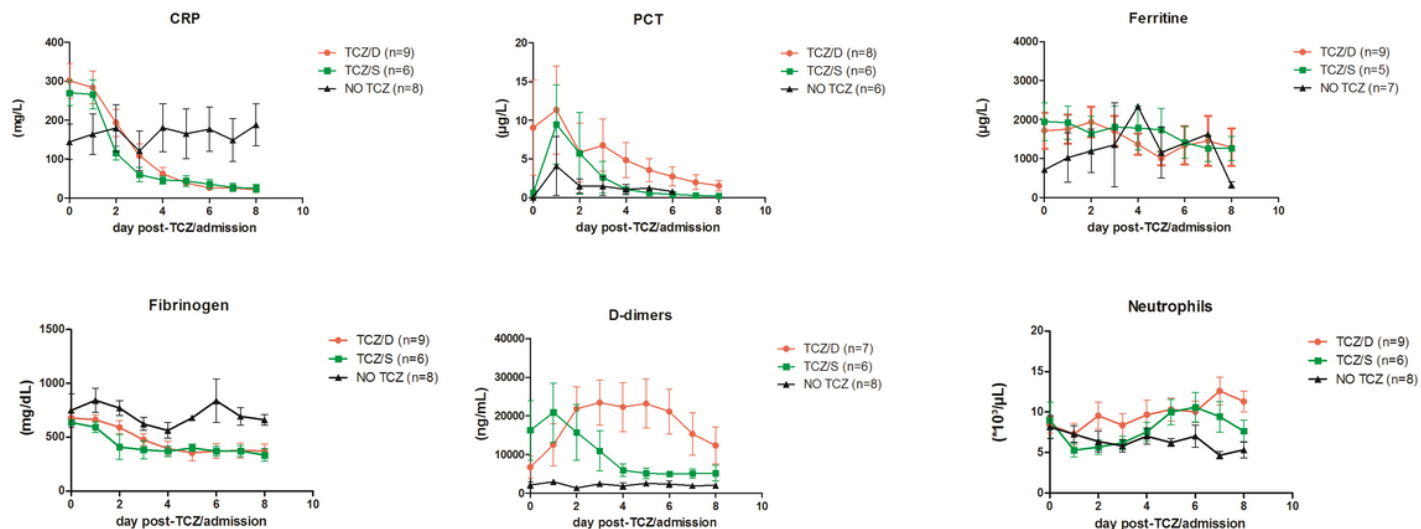 CRP
400
300
200
100
0
(mg/L)
0 2 4 6 8 10
day post-TCZ/admission
TCZ/D (n=9)
TCZ/S (n=6)
NO TCZ (n=8)
PCT
20
15
10
5
0
(µg/L)
0 2 4 6 8 10
day post-TCZ/admission
TCZ/D (n=8)
TCZ/S (n=6)
NO TCZ (n=6)
Ferritine
4000
3000
2000
1000
0
(µg/L)
0 2 4 6 8 10
day post-TCZ/admission
TCZ/D (n=9)
TCZ/S (n=5)
NO TCZ (n=7)
Fibrinogen
1500
1000
500
0
(mg/dL)
0 2 4 6 8 10
day post-TCZ/admission
TCZ/D (n=9)
TCZ/S (n=6)
NO TCZ (n=8)
D-dimers
40000
30000
20000
10000
0
(ng/mL)
0 2 4 6 8 10
day post-TCZ/admission
TCZ/D (n=7)
TCZ/S (n=6)
NO TCZ (n=8)
Neutrophils
20
15
10
5
0
(*10³/µL)
0 2 4 6 8 10
day post-TCZ/admission
TCZ/D (n=9)
TCZ/S (n=6)
NO TCZ (n=8)